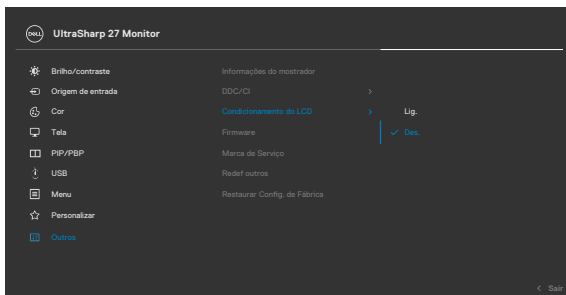 DELL UltraSharp 27 Monitor
Brilho/contraste
Origem de entrada
Cor
Tela
PIP/PBP
USB
Menu
Personalizar
Outros
Informações do mostrador
DDC/CI
Condicionamento do LCD
Firmware
Marca de Serviço
Redef outros
Restaurar Config. de Fábrica
Lig.
Des.
Sair